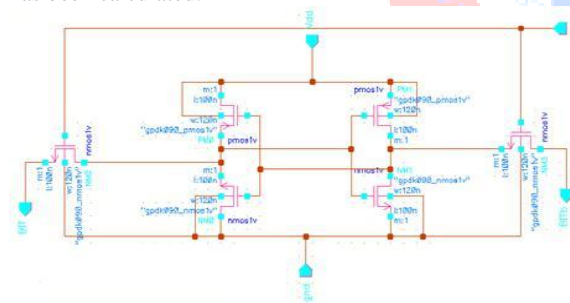 vdd
m:1
l:100n
w:120n
"gpdk090_pmos1v"
PM0
pmos1v
pmos1v
PM1
"gpdk090_pmos1v"
w:120n
l:100n
m:1
nmos1v
m:1
l:100n
w:120n
"gpdk090_nmos1v"
m:1
l:100n
w:120n
"gpdk090_nmos1v"
NM0
nmos1v
nmos1v
NM1
"gpdk090_nmos1v"
w:120n
l:100n
m:1
nmos1v
m:1
l:100n
w:120n
"gpdk090_nmos1v"
gnd